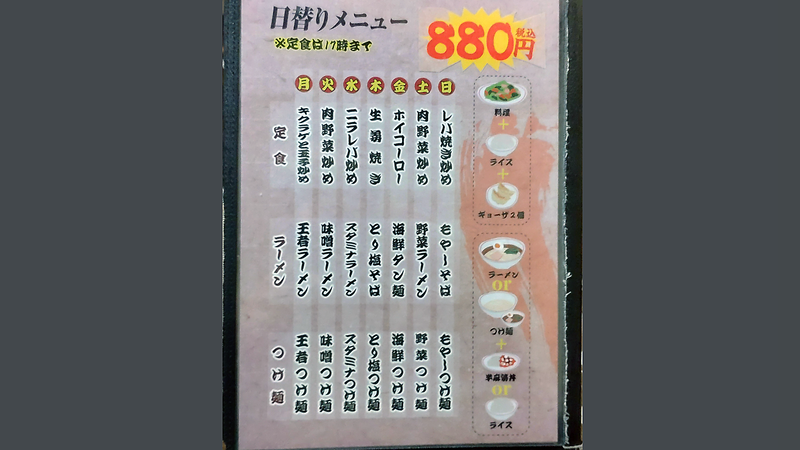 日替りメニュー
※定食は17時まで
880円
税込
月 火 水 木 金 土 日
定食
キクラゲと玉子炒め
肉野菜炒め
ニラレバ炒め
生姜焼き
ホイコーロー
肉野菜炒め
レバ焼き炒め
ラーメン
王者ラーメン
味噌ラーメン
スタミナラーメン
とり塩そば
海鮮タン麺
野菜ラーメン
もやしそば
つけ麺
王者つけ麺
味噌つけ麺
スタミナつけ麺
とり塩つけ麺
海鮮つけ麺
野菜つけ麺
もやしつけ麺
料理
+
ライス
+
ギョーザ2個
ラーメン
or
つけ麺
+
半麻婆丼
or
ライス